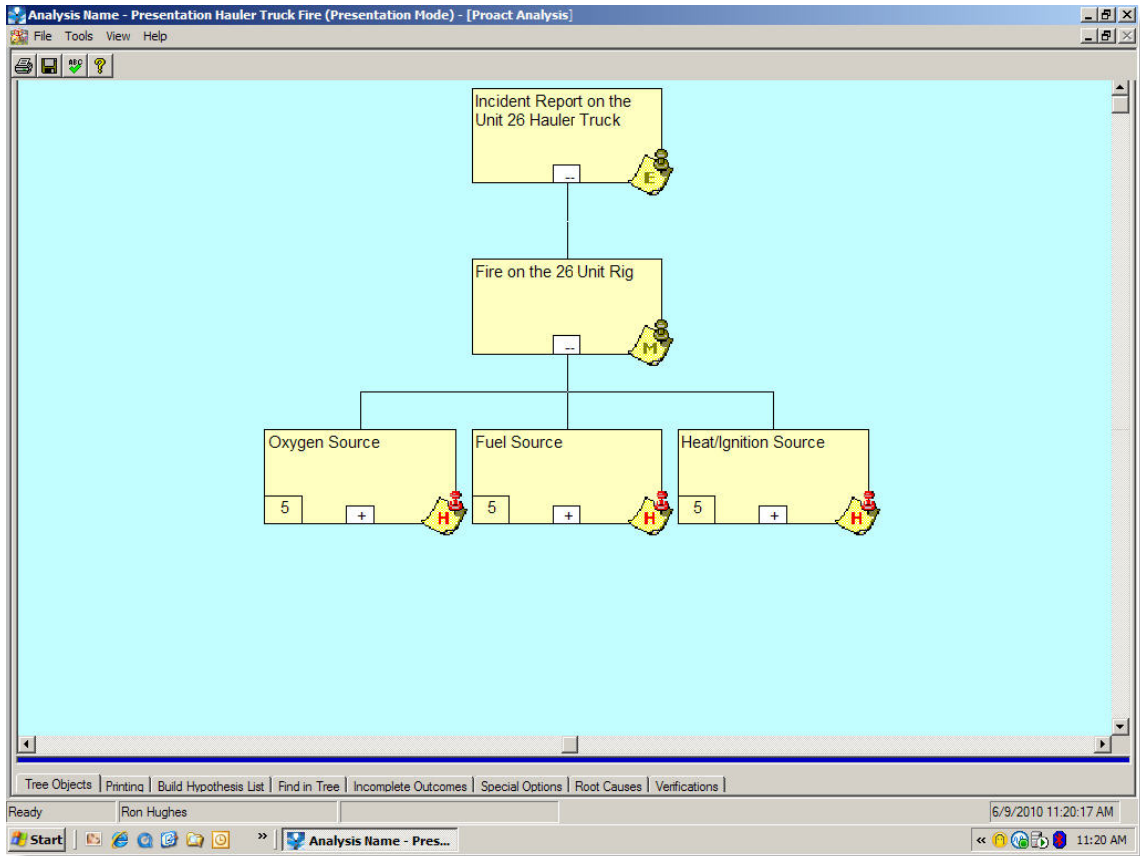 Analysis Name - Presentation Hauler Truck Fire (Presentation Mode) - [Proact Analysis]
File Tools View Help
ABC ?
Incident Report on the
Unit 26 Hauler Truck
--
E
Fire on the 26 Unit Rig
--
M
Oxygen Source
5 + H
Fuel Source
5 + H
Heat/Ignition Source
5 + H
Tree Objects Printing Build Hypothesis List Find in Tree Incomplete Outcomes Special Options Root Causes Verifications
Ready Ron Hughes 6/9/2010 11:20:17 AM
Start » Analysis Name - Pres... « 11:20 AM